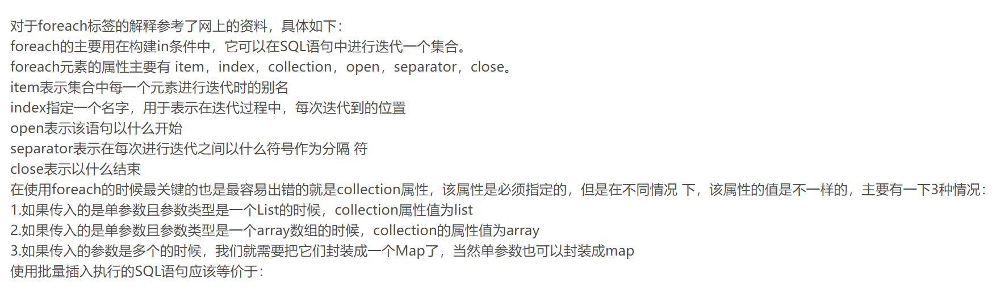 对于foreach标签的解释参考了网上的资料，具体如下：
foreach的主要用在构建in条件中，它可以在SQL语句中进行迭代一个集合。
foreach元素的属性主要有 item，index，collection，open，separator，close。
item表示集合中每一个元素进行迭代时的别名
index指定一个名字，用于表示在迭代过程中，每次迭代到的位置
open表示该语句以什么开始
separator表示在每次进行迭代之间以什么符号作为分隔 符
close表示以什么结束
在使用foreach的时候最关键的也是最容易出错的就是collection属性，该属性是必须指定的，但是在不同情况 下，该属性的值是不一样的，主要有一下3种情况：
1.如果传入的是单参数且参数类型是一个List的时候，collection属性值为list
2.如果传入的是单参数且参数类型是一个array数组的时候，collection的属性值为array
3.如果传入的参数是多个的时候，我们就需要把它们封装成一个Map了，当然单参数也可以封装成map
使用批量插入执行的SQL语句应该等价于：